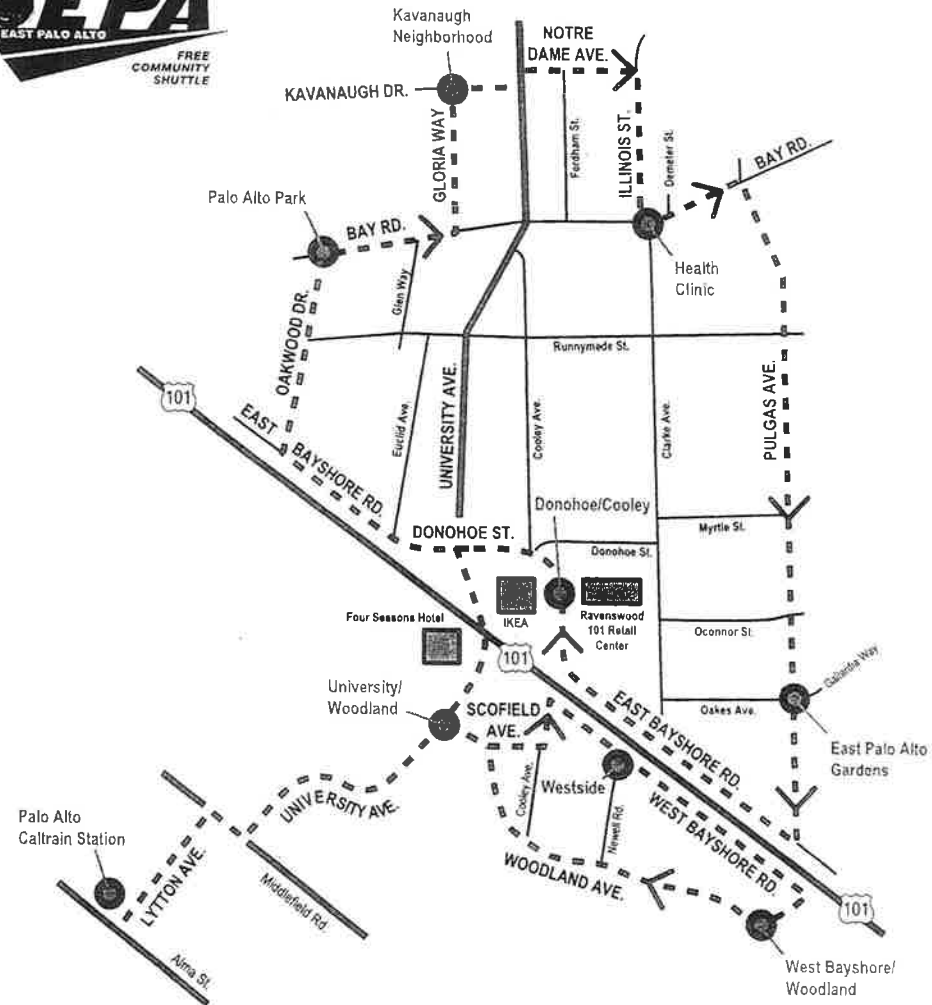 EPA
EAST PALO ALTO
FREE
COMMUNITY
SHUTTLE
Kavanaugh
Neighborhood
NOTRE
DAME AVE.
KAVANAUGH DR.
GLORIA WAY
Fordham St.
ILLINOIS ST.
Demeter St.
BAY RD.
Palo Alto Park
BAY RD.
Glen Way
Health
Clinic
OAKWOOD DR.
Runnymede St.
101
EAST
BAYSHORE RD.
Euclid Ave.
UNIVERSITY AVE.
Cooley Ave.
Clarke Ave.
PULGAS AVE.
Donohoe/Cooley
DONOHOE ST.
Donohoe St.
Myrtle St.
Four Seasons Hotel
IKEA
Ravenswood
101 Retail
Center
Oconnor St.
101
University/
Woodland
SCOFIELD
AVE.
EAST BAYSHORE RD.
Oakes Ave.
Gailardia Way
East Palo Alto
Gardens
Cooley Ave.
Westside
Newell Rd.
WEST BAYSHORE RD.
UNIVERSITY AVE.
Palo Alto
Caltrain Station
LYTTON AVE.
Middlefield Rd.
WOODLAND AVE.
101
Alma St.
West Bayshore/
Woodland